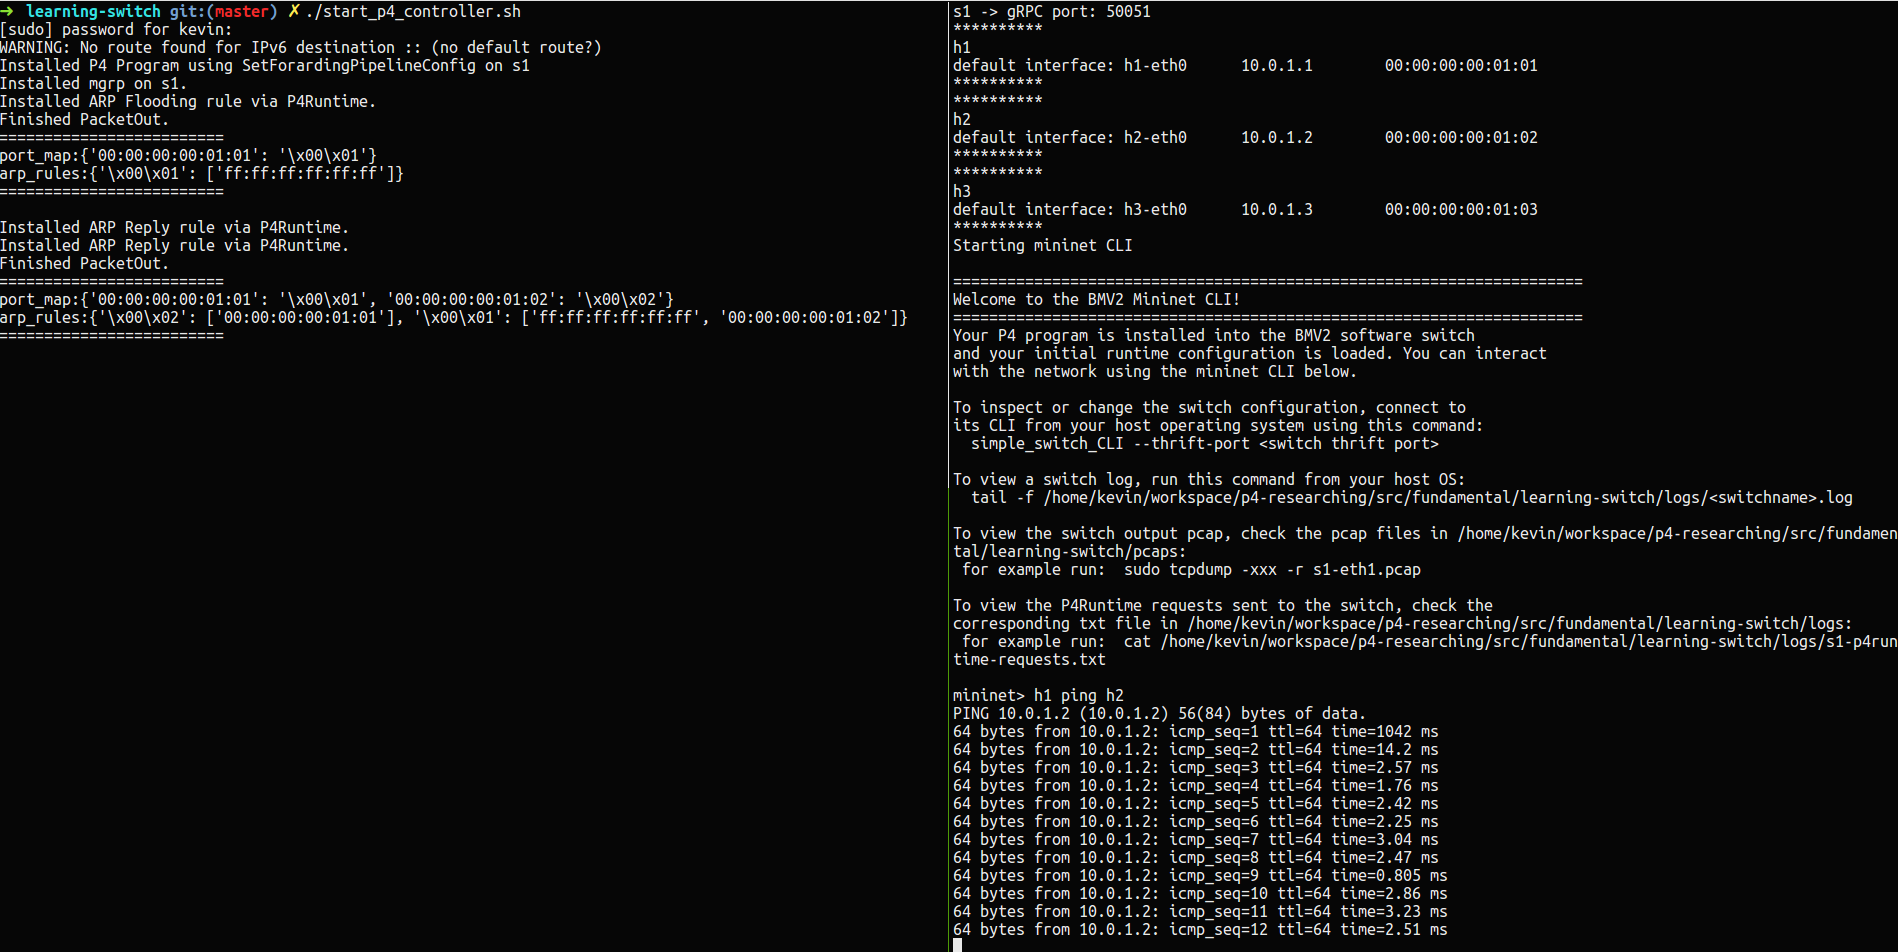 ➜  learning-switch git:(master) ✗ ./start_p4_controller.sh
[sudo] password for kevin:
WARNING: No route found for IPv6 destination :: (no default route?)
Installed P4 Program using SetForardingPipelineConfig on s1
Installed mgrp on s1.
Installed ARP Flooding rule via P4Runtime.
Finished PacketOut.
=========================
port_map:{'00:00:00:00:01:01': '\x00\x01'}
arp_rules:{'\x00\x01': ['ff:ff:ff:ff:ff:ff']}
=========================
Installed ARP Reply rule via P4Runtime.
Installed ARP Reply rule via P4Runtime.
Finished PacketOut.
=========================
port_map:{'00:00:00:00:01:01': '\x00\x01', '00:00:00:00:01:02': '\x00\x02'}
arp_rules:{'\x00\x02': ['00:00:00:00:01:01'], '\x00\x01': ['ff:ff:ff:ff:ff:ff', '00:00:00:00:01:02']}
=========================
s1 -> gRPC port: 50051
**********
h1
default interface: h1-eth0      10.0.1.1        00:00:00:00:01:01
**********
**********
h2
default interface: h2-eth0      10.0.1.2        00:00:00:00:01:02
**********
**********
h3
default interface: h3-eth0      10.0.1.3        00:00:00:00:01:03
**********
Starting mininet CLI
======================================================================
Welcome to the BMV2 Mininet CLI!
======================================================================
Your P4 program is installed into the BMV2 software switch
and your initial runtime configuration is loaded. You can interact
with the network using the mininet CLI below.
To inspect or change the switch configuration, connect to
its CLI from your host operating system using this command:
  simple_switch_CLI --thrift-port <switch thrift port>
To view a switch log, run this command from your host OS:
  tail -f /home/kevin/workspace/p4-researching/src/fundamental/learning-switch/logs/<switchname>.log
To view the switch output pcap, check the pcap files in /home/kevin/workspace/p4-researching/src/fundamen
tal/learning-switch/pcaps:
 for example run:  sudo tcpdump -xxx -r s1-eth1.pcap
To view the P4Runtime requests sent to the switch, check the
corresponding txt file in /home/kevin/workspace/p4-researching/src/fundamental/learning-switch/logs:
 for example run:  cat /home/kevin/workspace/p4-researching/src/fundamental/learning-switch/logs/s1-p4run
time-requests.txt
mininet> h1 ping h2
PING 10.0.1.2 (10.0.1.2) 56(84) bytes of data.
64 bytes from 10.0.1.2: icmp_seq=1 ttl=64 time=1042 ms
64 bytes from 10.0.1.2: icmp_seq=2 ttl=64 time=14.2 ms
64 bytes from 10.0.1.2: icmp_seq=3 ttl=64 time=2.57 ms
64 bytes from 10.0.1.2: icmp_seq=4 ttl=64 time=1.76 ms
64 bytes from 10.0.1.2: icmp_seq=5 ttl=64 time=2.42 ms
64 bytes from 10.0.1.2: icmp_seq=6 ttl=64 time=2.25 ms
64 bytes from 10.0.1.2: icmp_seq=7 ttl=64 time=3.04 ms
64 bytes from 10.0.1.2: icmp_seq=8 ttl=64 time=2.47 ms
64 bytes from 10.0.1.2: icmp_seq=9 ttl=64 time=0.805 ms
64 bytes from 10.0.1.2: icmp_seq=10 ttl=64 time=2.86 ms
64 bytes from 10.0.1.2: icmp_seq=11 ttl=64 time=3.23 ms
64 bytes from 10.0.1.2: icmp_seq=12 ttl=64 time=2.51 ms